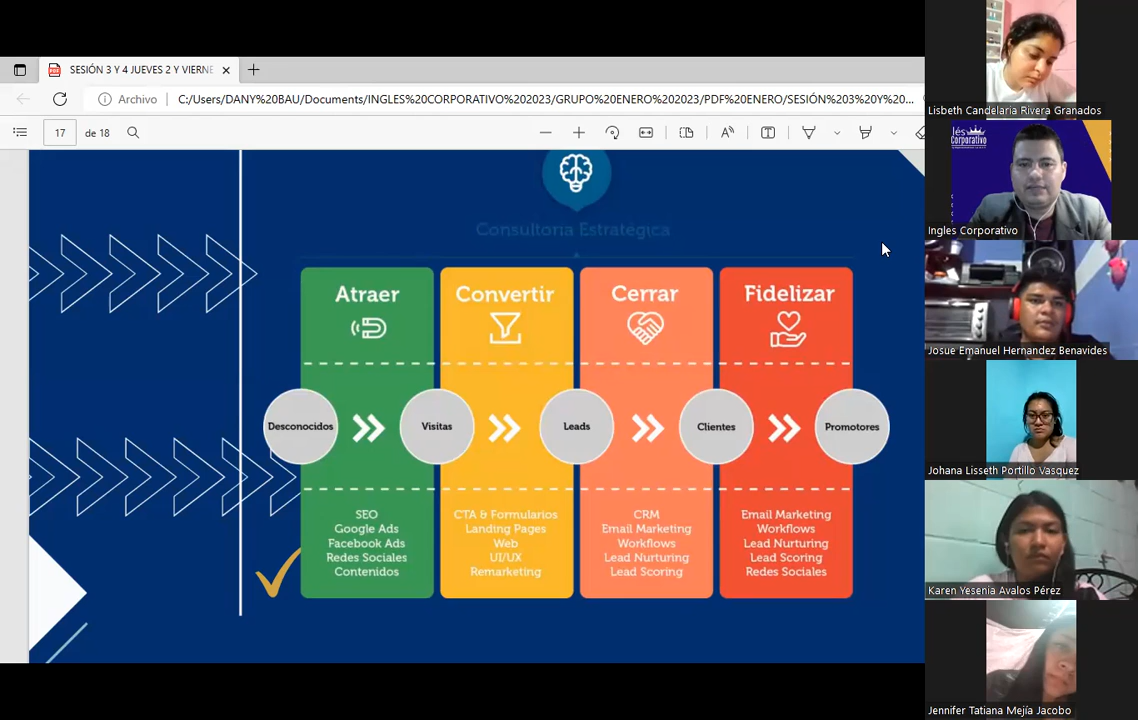 SESIÓN 3 Y 4 JUEVES 2 Y VIERNE
Archivo
C:/Users/DANY%20BAU/Documents/INGLES%20CORPORATIVO%202023/GRUPO%20ENERO%202023/PDF%20ENERO/SESIÓN%203%20Y%20...
17
de 18
Consultoria Estratégica
Atraer
Convertir
Cerrar
Fidelizar
Desconocidos
Visitas
Leads
Clientes
Promotores
SEO
Google Ads
Facebook Ads
Redes Sociales
Contenidos
CTA & Formularios
Landing Pages
Web
UI/UX
Remarketing
CRM
Email Marketing
Workflows
Lead Nurturing
Lead Scoring
Email Marketing
Workflows
Lead Nurturing
Lead Scoring
Redes Sociales
Lisbeth Candelaria Rivera Granados
lés
Corporativo
Ingles Corporativo
Josue Emanuel Hernandez Benavides
Johana Lisseth Portillo Vasquez
Karen Yesenia Avalos Pérez
Jennifer Tatiana Mejía Jacobo